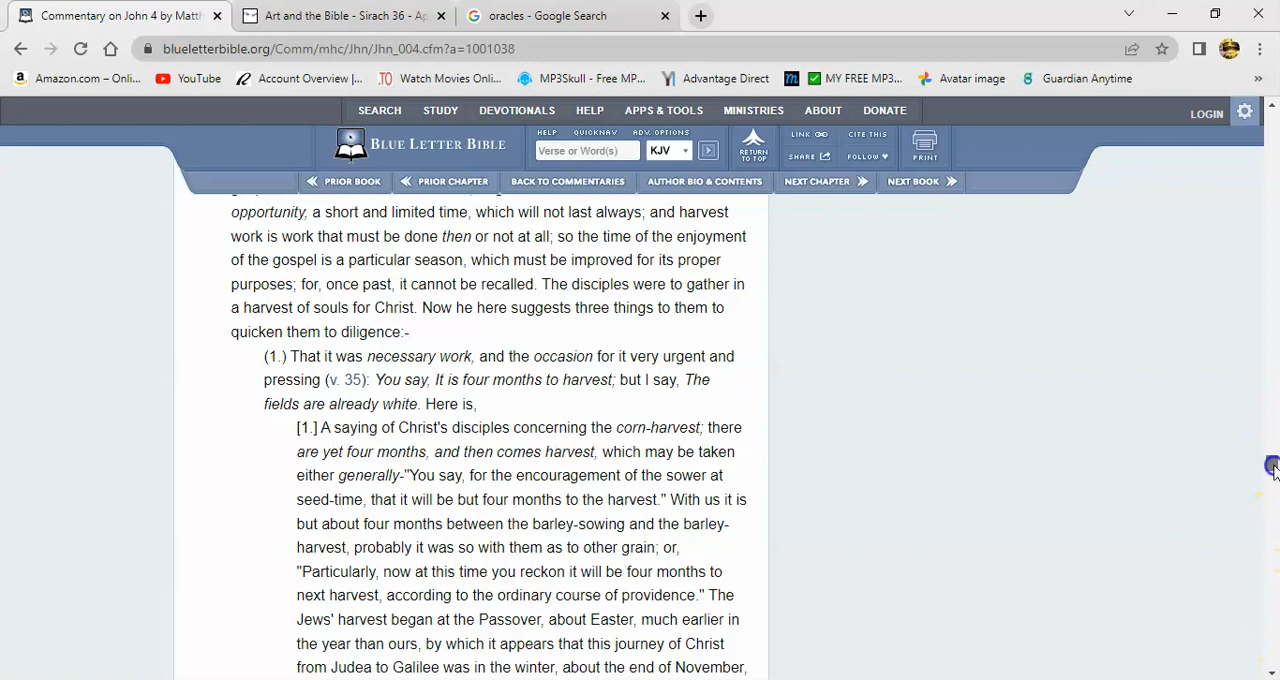 Commentary on John 4 by Matth
Art and the Bible - Sirach 36 - Ap
oracles - Google Search
blueletterbible.org/Comm/mhc/Jhn/Jhn_004.cfm?a=1001038
Amazon.com – Onli...
YouTube
Account Overview |...
Watch Movies Onlin...
MP3Skull - Free MP...
Advantage Direct
MY FREE MP3...
Avatar image
Guardian Anytime
»
SEARCH STUDY DEVOTIONALS HELP APPS & TOOLS MINISTRIES ABOUT DONATE
LOGIN
BLUE LETTER BIBLE
HELP QUICKNAV ADV. OPTIONS
Verse or Word(s) KJV
RETURN TO TOP
LINK CITE THIS
SHARE FOLLOW
PRINT
PRIOR BOOK PRIOR CHAPTER BACK TO COMMENTARIES AUTHOR BIO & CONTENTS NEXT CHAPTER NEXT BOOK
opportunity, a short and limited time, which will not last always; and harvest
work is work that must be done then or not at all; so the time of the enjoyment
of the gospel is a particular season, which must be improved for its proper
purposes; for, once past, it cannot be recalled. The disciples were to gather in
a harvest of souls for Christ. Now he here suggests three things to them to
quicken them to diligence:-
(1.) That it was necessary work, and the occasion for it very urgent and
pressing (v. 35): You say, It is four months to harvest; but I say, The
fields are already white. Here is,
[1.] A saying of Christ's disciples concerning the corn-harvest; there
are yet four months, and then comes harvest, which may be taken
either generally-"You say, for the encouragement of the sower at
seed-time, that it will be but four months to the harvest." With us it is
but about four months between the barley-sowing and the barley-
harvest, probably it was so with them as to other grain; or,
"Particularly, now at this time you reckon it will be four months to
next harvest, according to the ordinary course of providence." The
Jews' harvest began at the Passover, about Easter, much earlier in
the year than ours, by which it appears that this journey of Christ
from Judea to Galilee was in the winter, about the end of November,